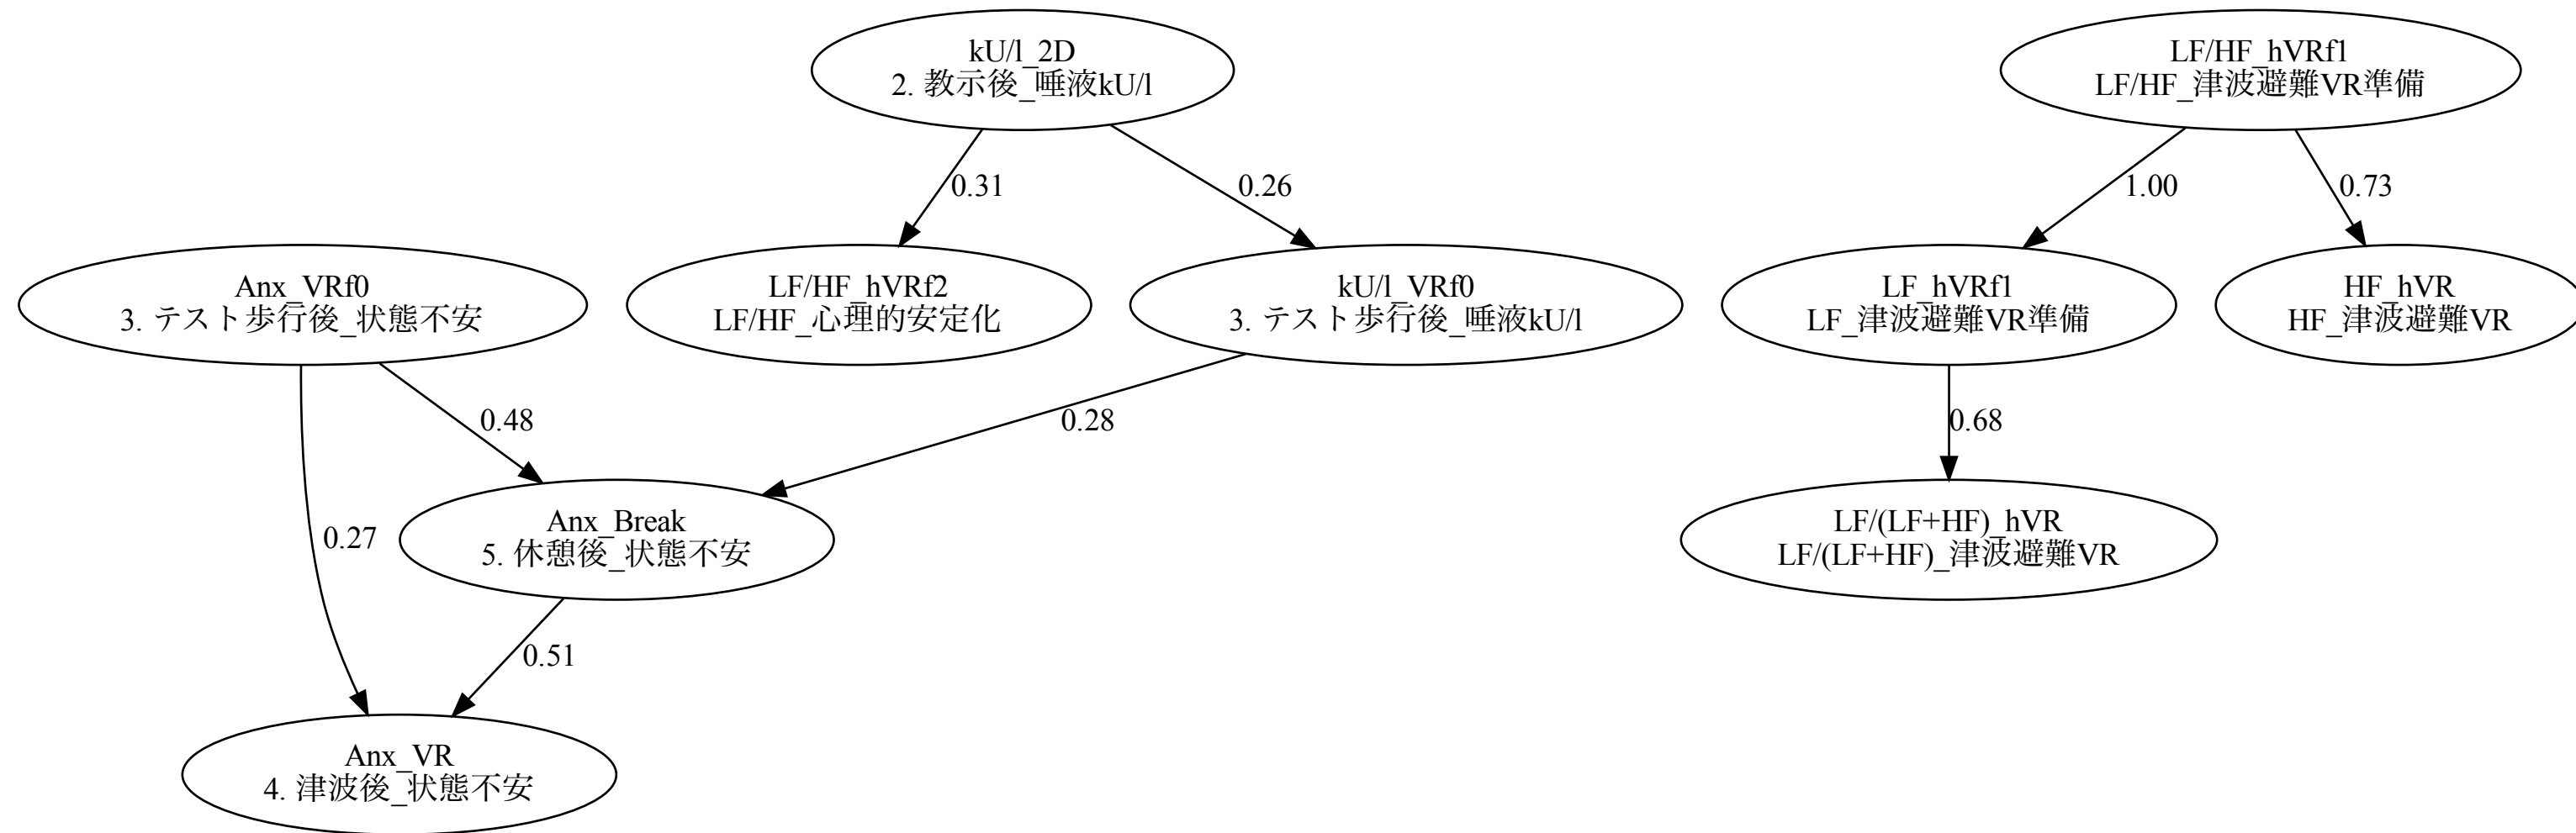 kU/l_2D
2. 教示後_唾液kU/l
LF/HF_hVRf1
LF/HF_津波避難VR準備
0.31
0.26
1.00
0.73
Anx_VRf0
3. テスト歩行後_状態不安
LF/HF_hVRf2
LF/HF_心理的安定化
kU/l_VRf0
3. テスト歩行後_唾液kU/l
LF_hVRf1
LF_津波避難VR準備
HF_hVR
HF_津波避難VR
0.48
0.28
0.68
0.27
Anx_Break
5. 休憩後_状態不安
LF/(LF+HF)_hVR
LF/(LF+HF)_津波避難VR
0.51
Anx_VR
4. 津波後_状態不安